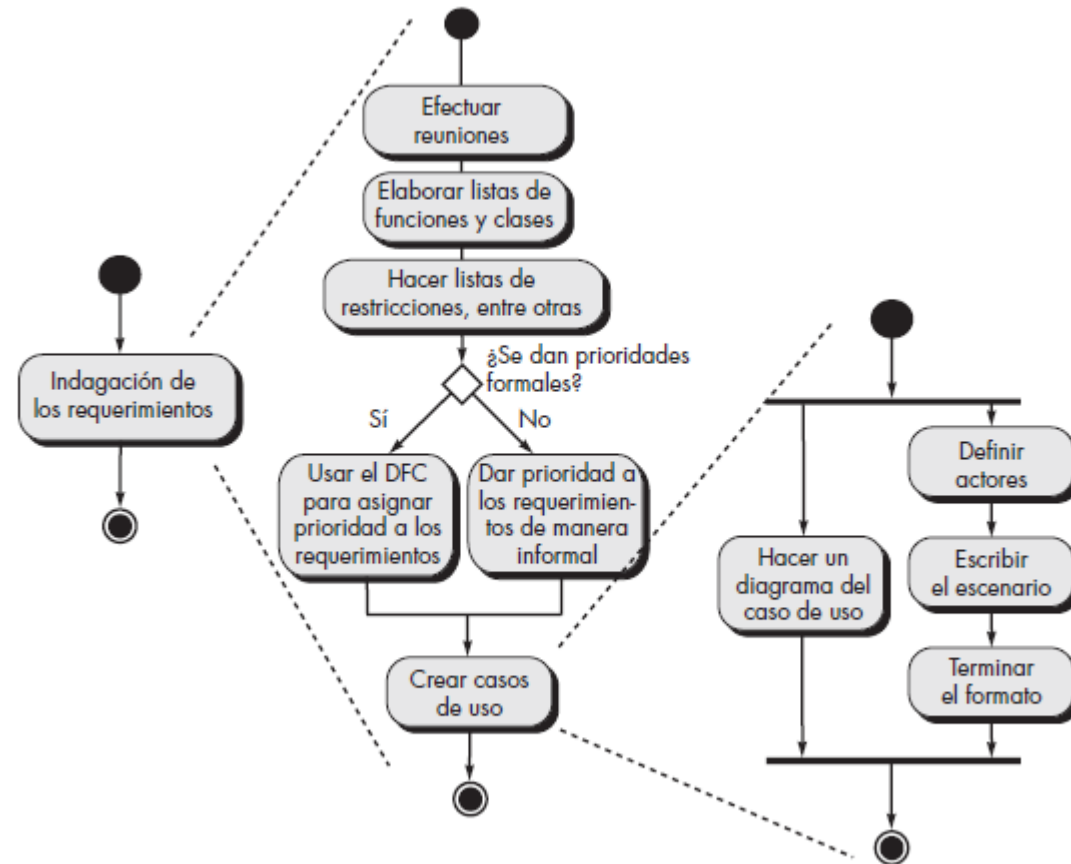 Indagación de
los requerimientos
Efectuar
reuniones
Elaborar listas de
funciones y clases
Hacer listas de
restricciones, entre otras
¿Se dan prioridades
formales?
Sí
No
Usar el DFC
para asignar
prioridad a los
requerimientos
Dar prioridad a
los requerimien-
tos de manera
informal
Crear casos
de uso
Hacer un
diagrama del
caso de uso
Definir
actores
Escribir
el escenario
Terminar
el formato